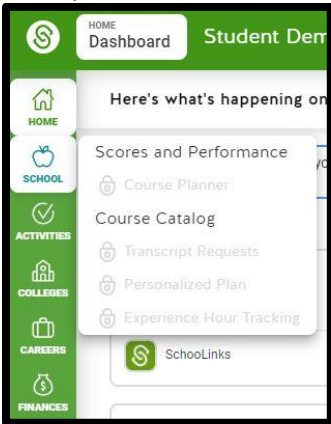 HOME
Dashboard
Student Dem
HOME
Here's what's happening on
SCHOOL
Scores and Performance
Course Planner
Course Catalog
ACTIVITIES
Transcript Requests
COLLEGES
Personalized Plan
Experience Hour Tracking
CAREERS
SchooLinks
FINANCES